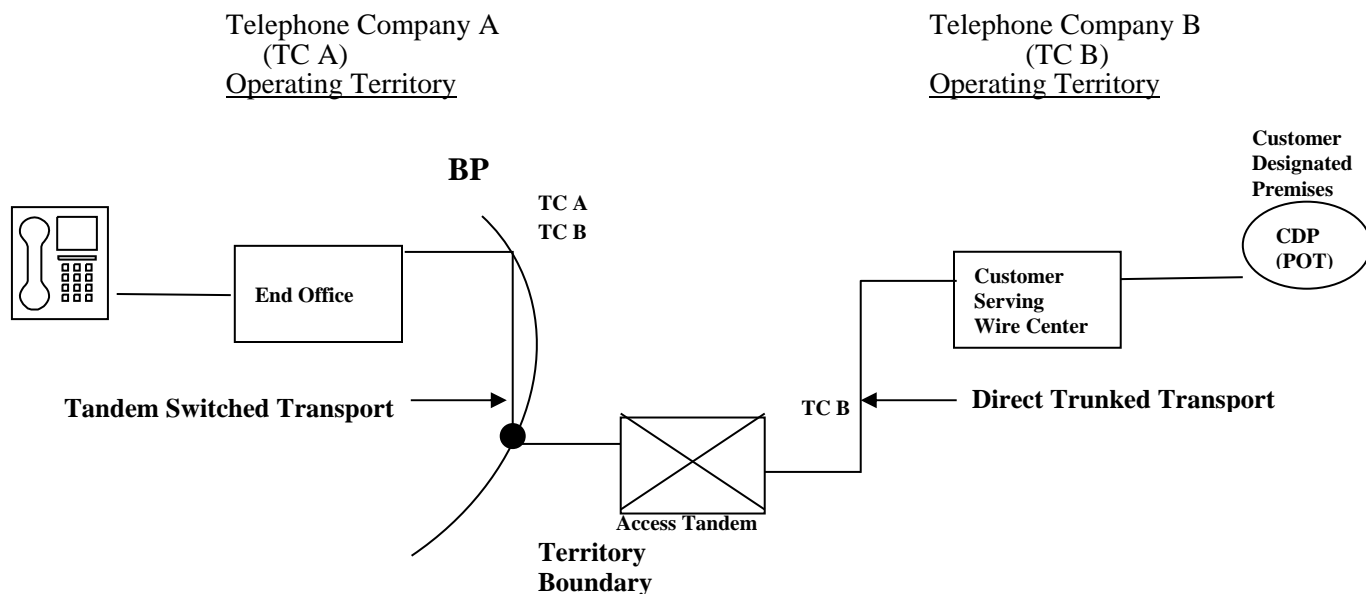 Telephone Company A
(TC A)
Operating Territory
Telephone Company B
(TC B)
Operating Territory
BP
TC A
TC B
Customer
Designated
Premises
CDP
(POT)
End Office
Customer
Serving
Wire Center
Tandem Switched Transport
TC B
Direct Trunked Transport
Access Tandem
Territory
Boundary